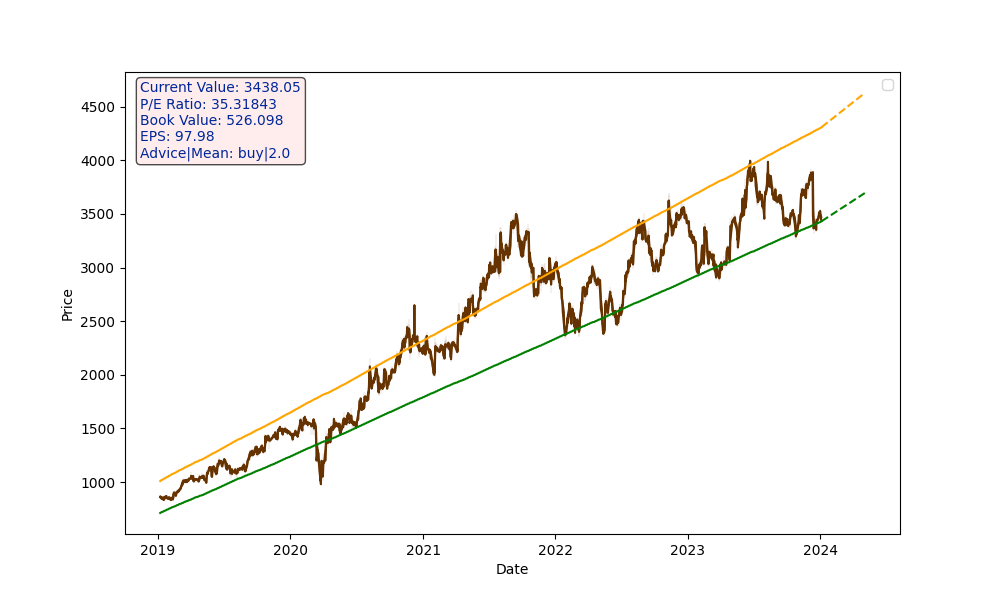 Current Value: 3438.05
P/E Ratio: 35.31843
Book Value: 526.098
EPS: 97.98
Advice|Mean: buy|2.0
4500
4000
3500
3000
2500
2000
1500
1000
Price
2019 2020 2021 2022 2023 2024
Date